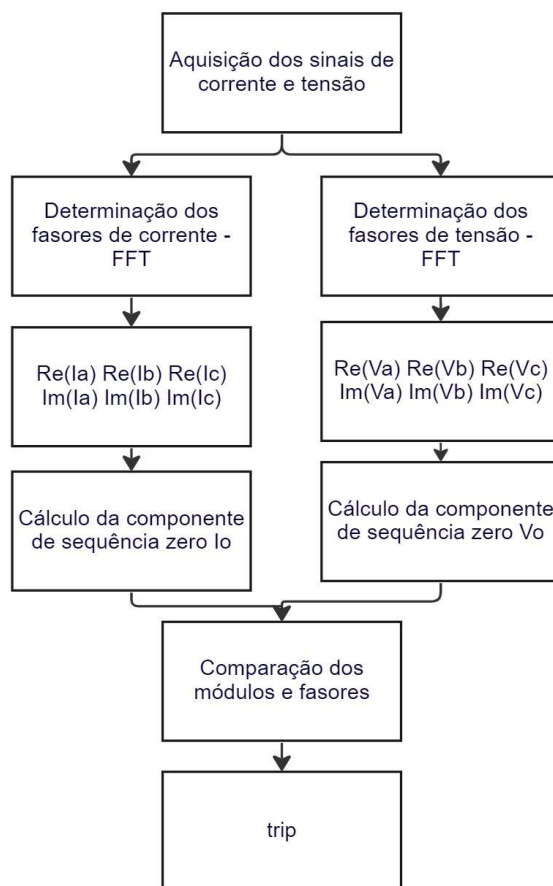 Aquisição dos sinais de
corrente e tensão
Determinação dos
fasores de corrente -
FFT
Determinação dos
fasores de tensão -
FFT
Re(Ia) Re(Ib) Re(Ic)
Im(Ia) Im(Ib) Im(Ic)
Re(Va) Re(Vb) Re(Vc)
Im(Va) Im(Vb) Im(Vc)
Cálculo da componente
de sequência zero Io
Cálculo da componente
de sequência zero Vo
Comparação dos
módulos e fasores
trip